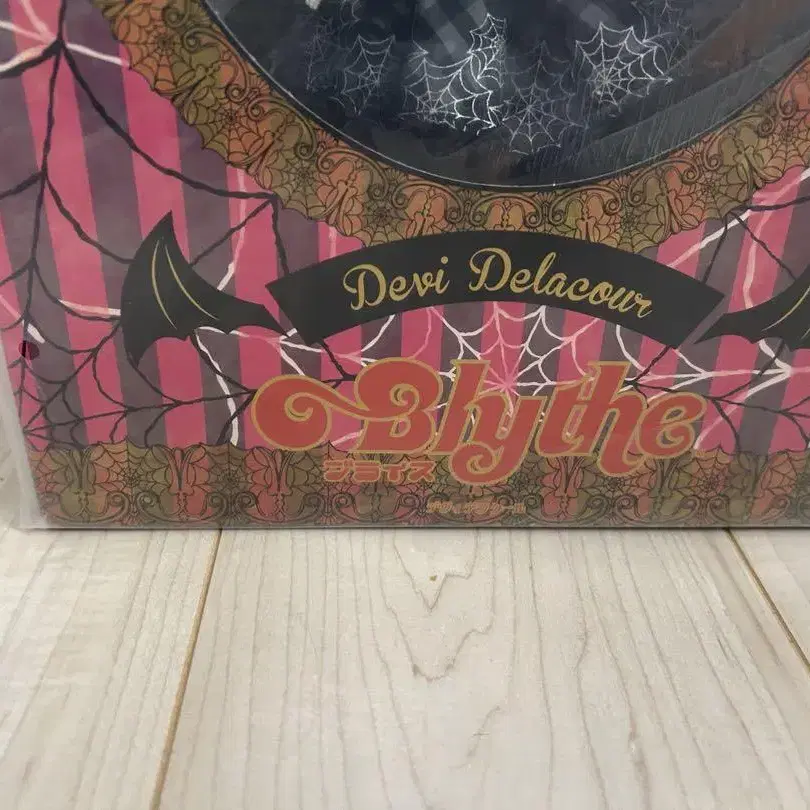 Devi Delacour
Blythe
ブライス